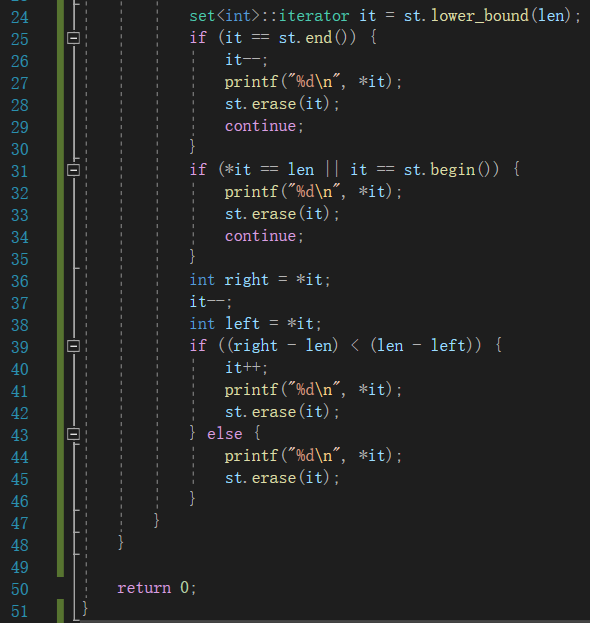 24 set<int>::iterator it = st.lower_bound(len);
25 if (it == st.end()) {
26 it--;
27 printf("%d\n", *it);
28 st.erase(it);
29 continue;
30 }
31 if (*it == len || it == st.begin()) {
32 printf("%d\n", *it);
33 st.erase(it);
34 continue;
35 }
36 int right = *it;
37 it--;
38 int left = *it;
39 if ((right - len) < (len - left)) {
40 it++;
41 printf("%d\n", *it);
42 st.erase(it);
43 } else {
44 printf("%d\n", *it);
45 st.erase(it);
46 }
47 }
48 }
49
50 return 0;
51 }